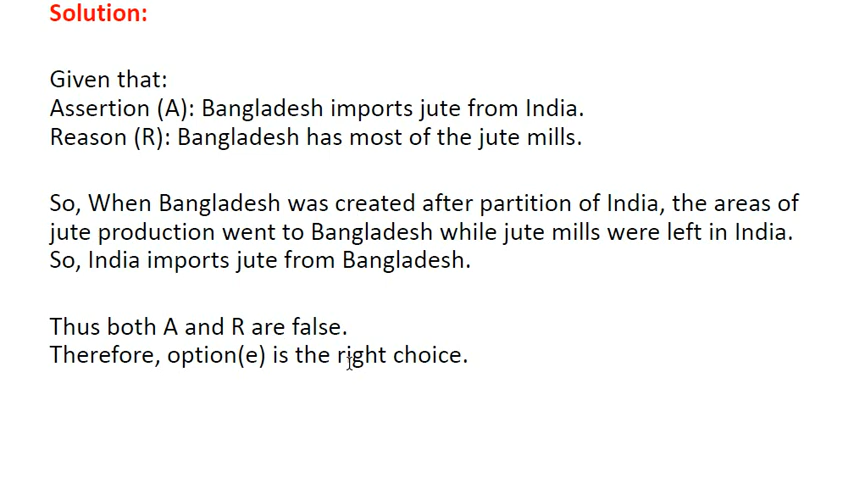 Solution:
Given that:
Assertion (A): Bangladesh imports jute from India.
Reason (R): Bangladesh has most of the jute mills.
So, When Bangladesh was created after partition of India, the areas of
jute production went to Bangladesh while jute mills were left in India.
So, India imports jute from Bangladesh.
Thus both A and R are false.
Therefore, option(e) is the right choice.